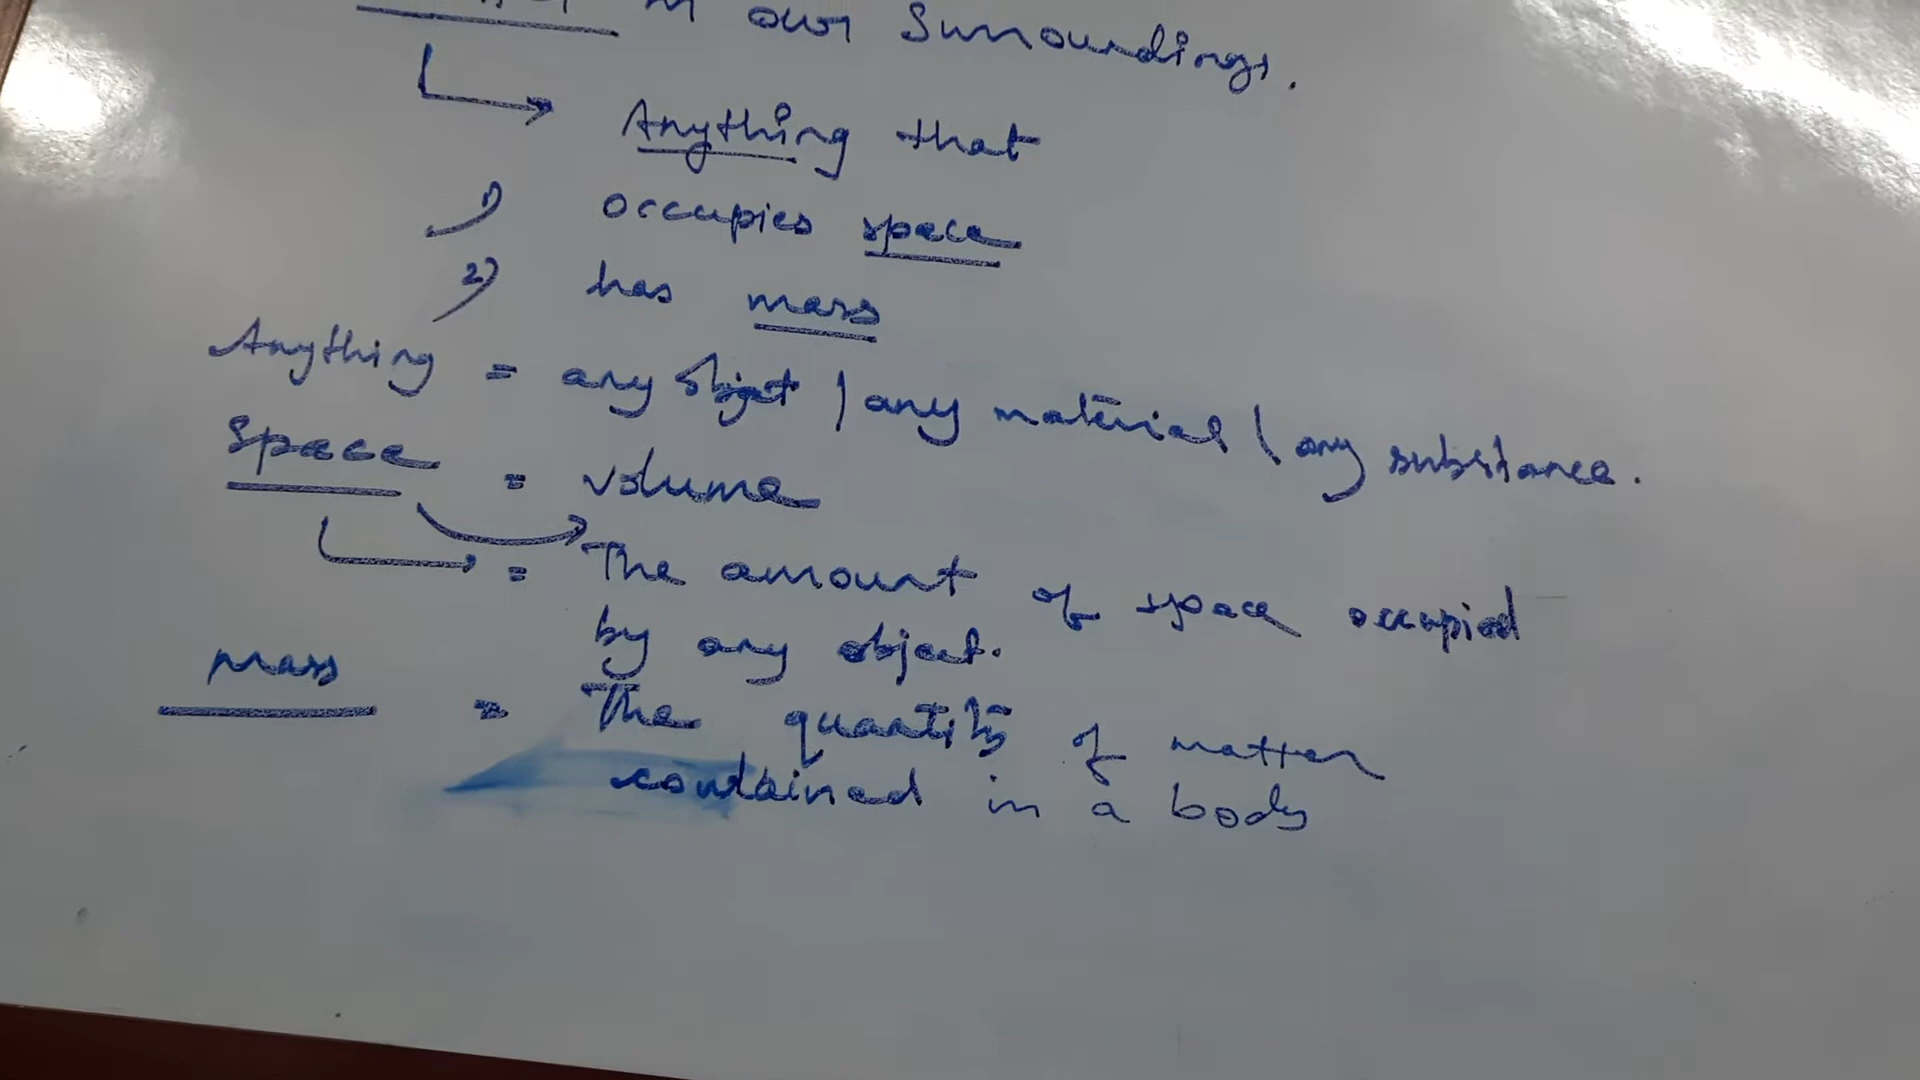 in our Surroundings.
Anything that
1) occupies space
2) has mass
Anything = any object / any material / any substance.
Space = volume
= The amount of space occupied
by any object.
Mass = The quantity of matter
contained in a body